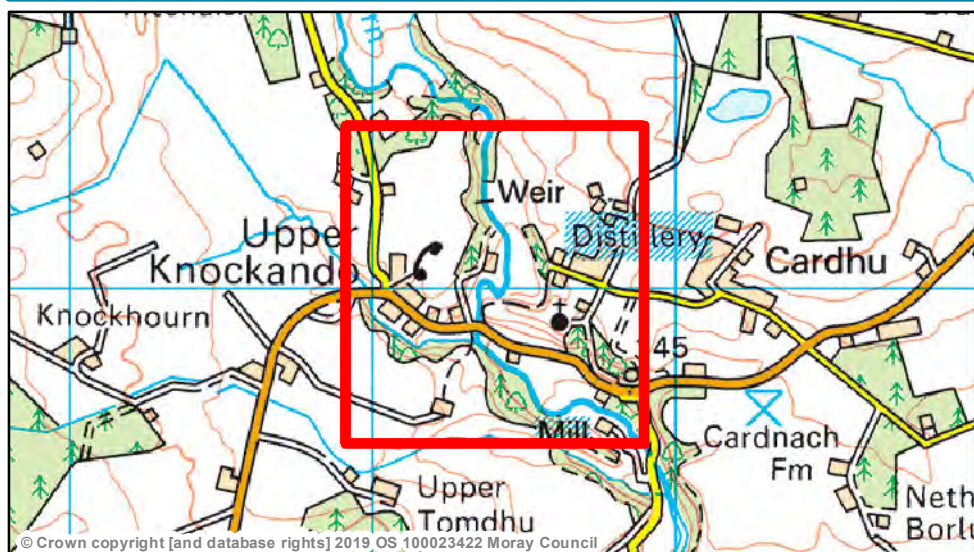 Weir
Upper
Knockando
Distillery
Cardhu
Knockhourn
145
Mill
Cardnach
Fm
Upper
Tomdhu
Neth
© Crown copyright [and database rights] 2019 OS 100023422 Moray Council